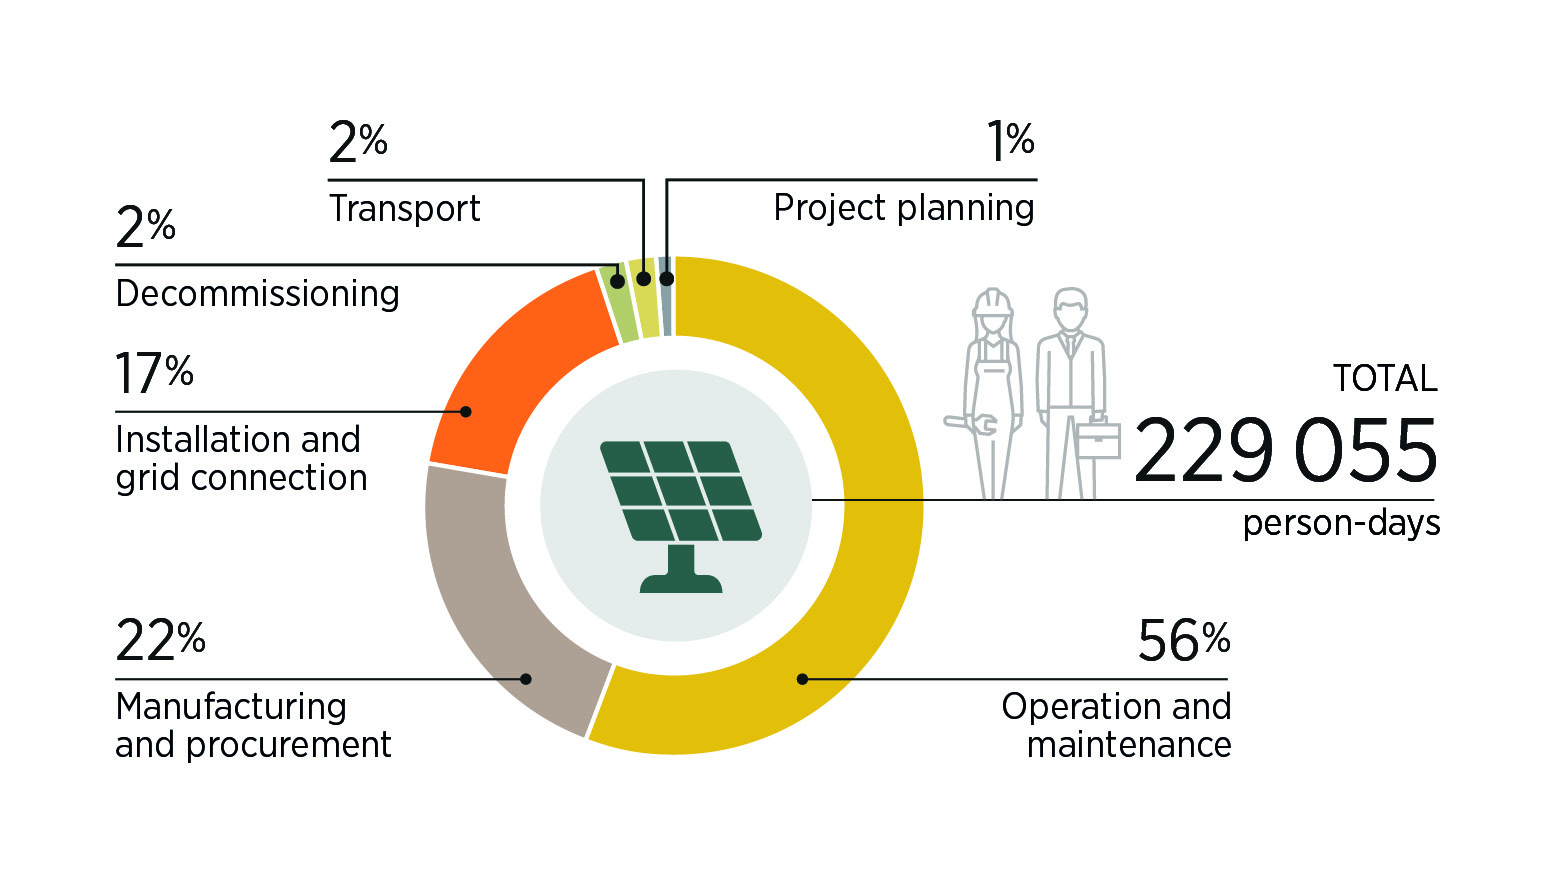 2%
Transport
1%
Project planning
2%
Decommissioning
17%
Installation and
grid connection
TOTAL
229 055
person-days
22%
Manufacturing
and procurement
56%
Operation and
maintenance